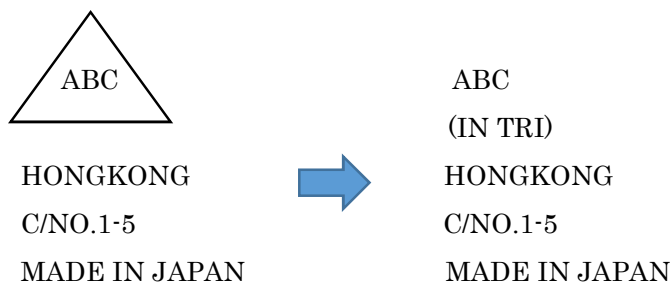 ABC
HONGKONG
C/NO.1-5
MADE IN JAPAN
ABC
(IN TRI)
HONGKONG
C/NO.1-5
MADE IN JAPAN